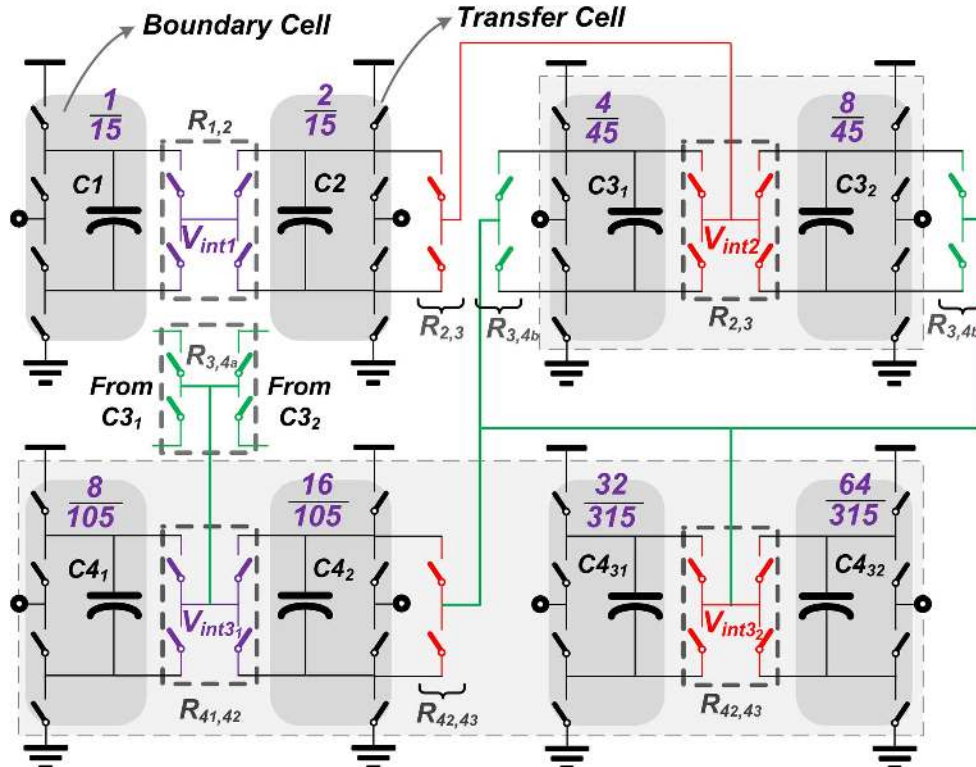 Boundary Cell
Transfer Cell
1
15
R1,2
2
15
4
45
8
45
C1
C2
C31
C32
Vint1
Vint2
R2,3
R3,4b
R2,3
R3,4b
R3,4a
From
C31
From
C32
8
105
16
105
32
315
64
315
C41
C42
C431
C432
Vint31
Vint32
R41,42
R42,43
R42,43